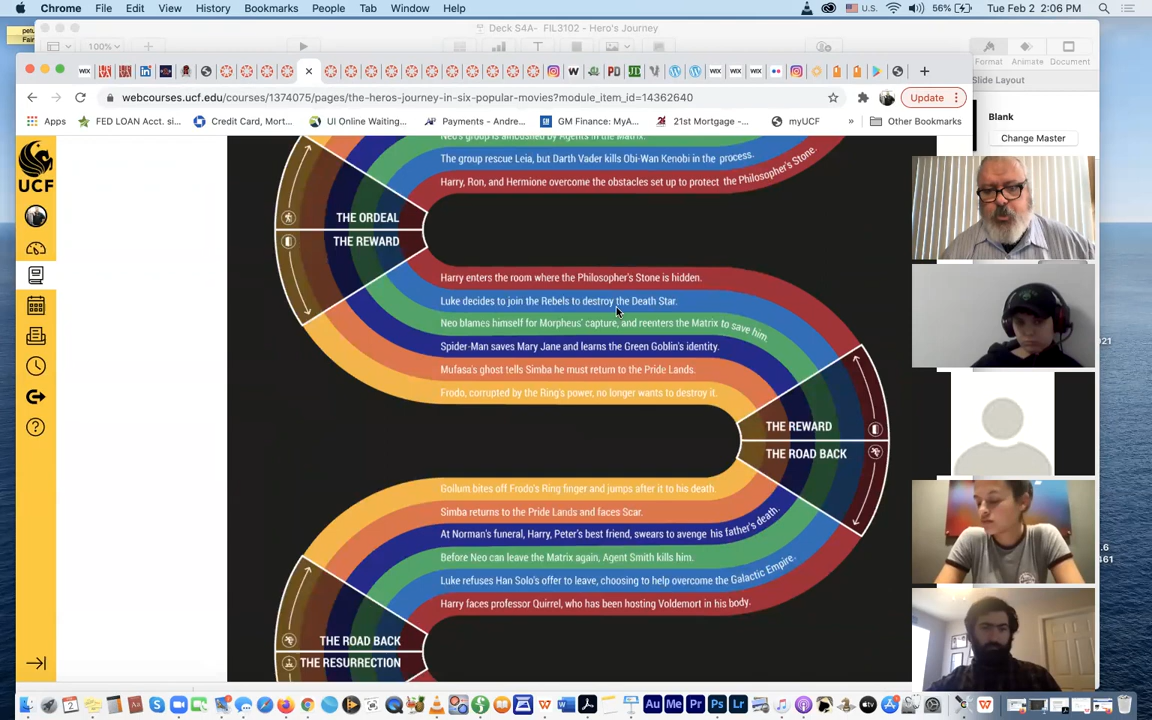 Chrome File Edit View History Bookmarks People Tab Window Help
U.S. 56% Tue Feb 2 2:06 PM
Deck S4A- FIL3102 - Hero's Journey
100%
webcourses.ucf.edu/courses/1374075/pages/the-heros-journey-in-six-popular-movies?module_item_id=14362640
Update
Apps FED LOAN Acct. si... Credit Card, Mort... UI Online Waiting... Payments - Andre... GM Finance: MyA... 21st Mortgage -... myUCF » Other Bookmarks
Format Animate Document
Slide Layout
Blank
Change Master
UCF
Neo's group is ambushed by Agents in the Matrix.
The group rescue Leia, but Darth Vader kills Obi-Wan Kenobi in the process.
Harry, Ron, and Hermione overcome the obstacles set up to protect the Philosopher's Stone.
THE ORDEAL
THE REWARD
Harry enters the room where the Philosopher's Stone is hidden.
Luke decides to join the Rebels to destroy the Death Star.
Neo blames himself for Morpheus' capture, and reenters the Matrix to save him.
Spider-Man saves Mary Jane and learns the Green Goblin's identity.
Mufasa's ghost tells Simba he must return to the Pride Lands.
Frodo, corrupted by the Ring's power, no longer wants to destroy it.
THE REWARD
THE ROAD BACK
Gollum bites off Frodo's Ring finger and jumps after it to his death.
Simba returns to the Pride Lands and faces Scar.
At Norman's funeral, Harry, Peter's best friend, swears to avenge his father's death.
Before Neo can leave the Matrix again, Agent Smith kills him.
Luke refuses Han Solo's offer to leave, choosing to help overcome the Galactic Empire.
Harry faces professor Quirrel, who has been hosting Voldemort in his body.
THE ROAD BACK
THE RESURRECTION